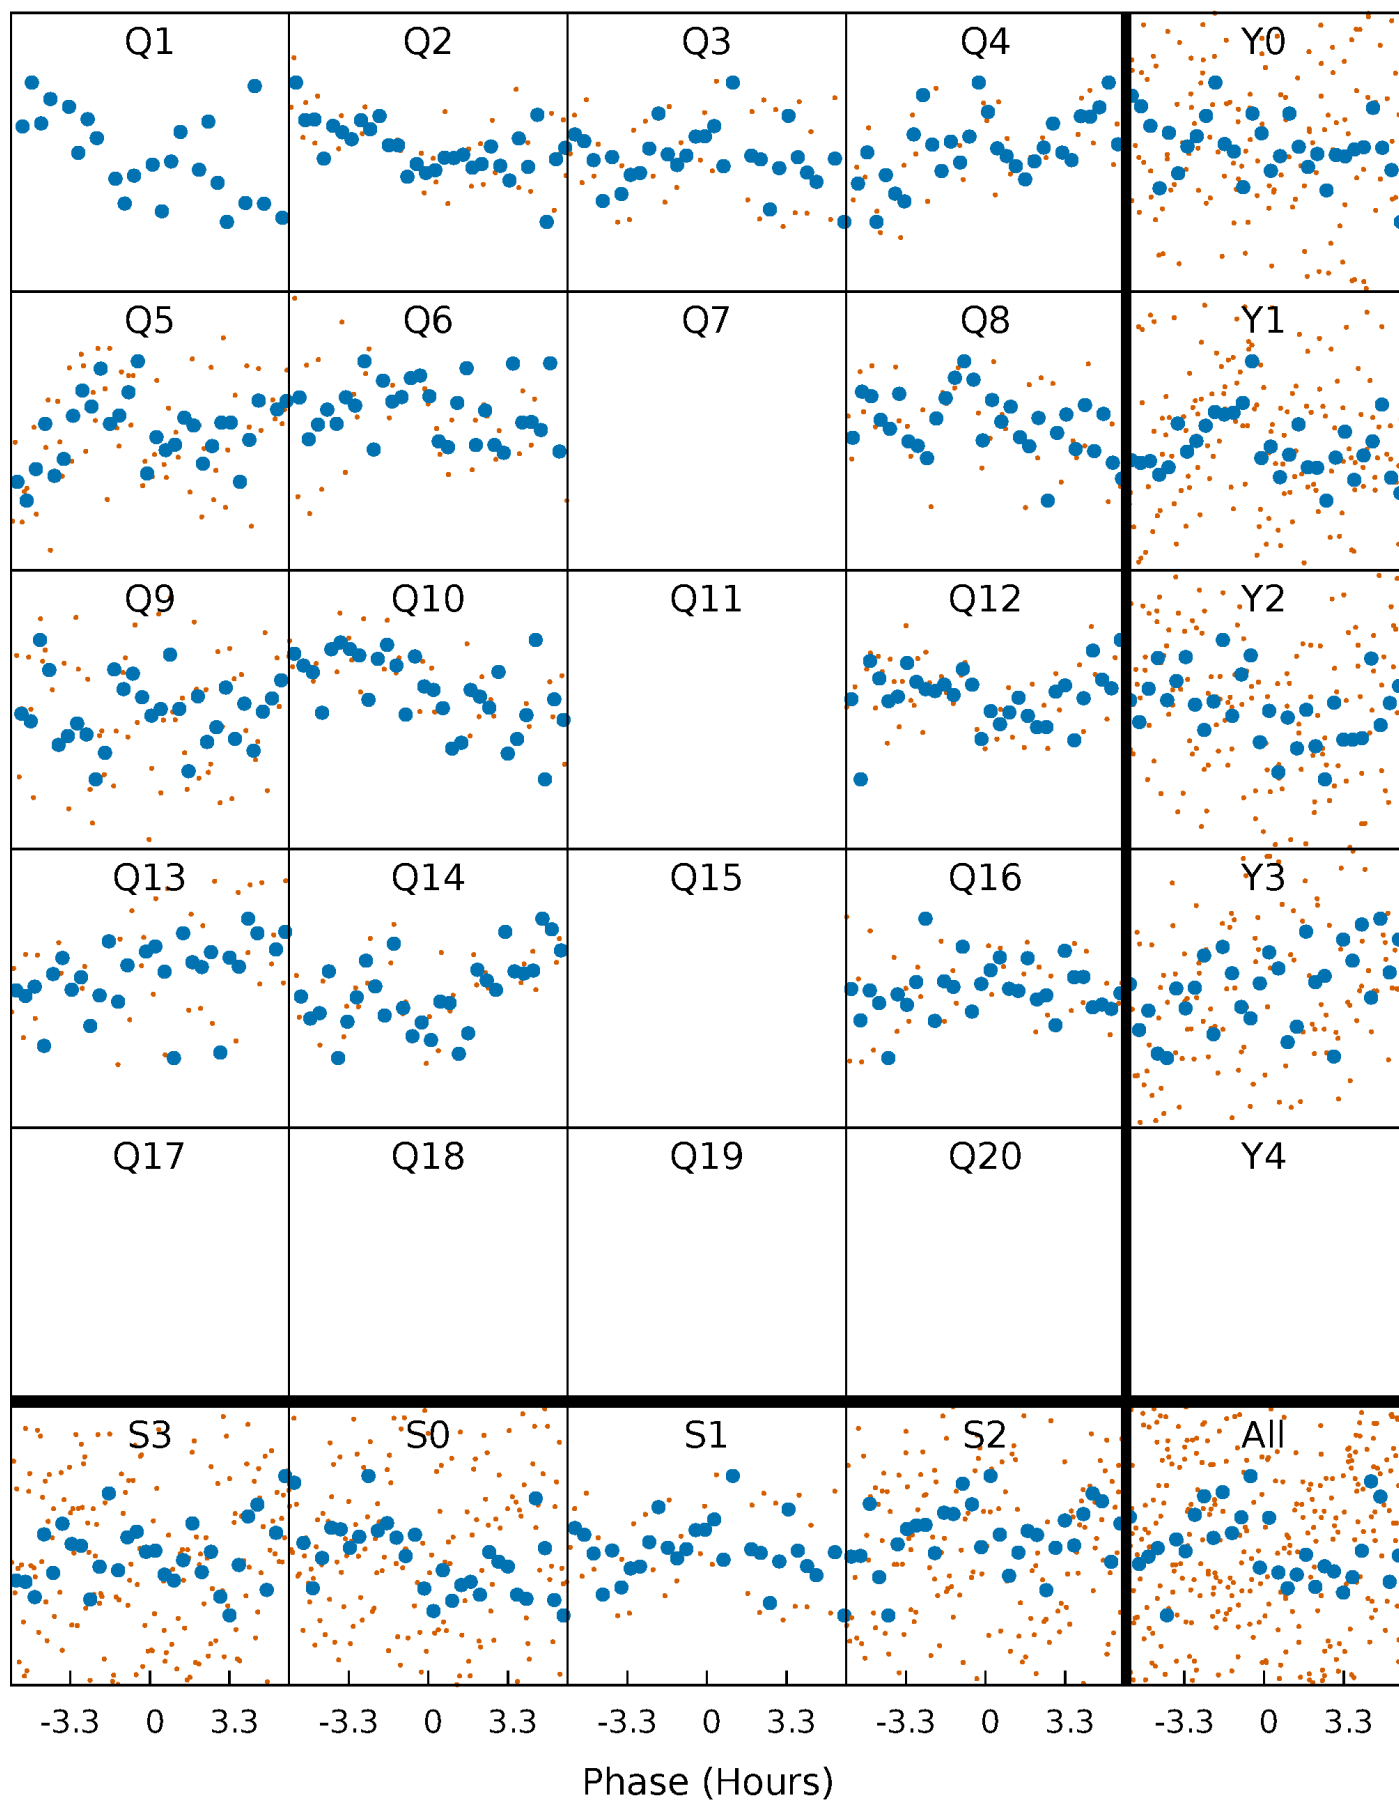 Q1 Q2 Q3 Q4 Y0
Q5 Q6 Q7 Q8 Y1
Q9 Q10 Q11 Q12 Y2
Q13 Q14 Q15 Q16 Y3
Q17 Q18 Q19 Q20 Y4
S3 S0 S1 S2 All
-3.3 0 3.3 -3.3 0 3.3 -3.3 0 3.3 -3.3 0 3.3 -3.3 0 3.3
Phase (Hours)